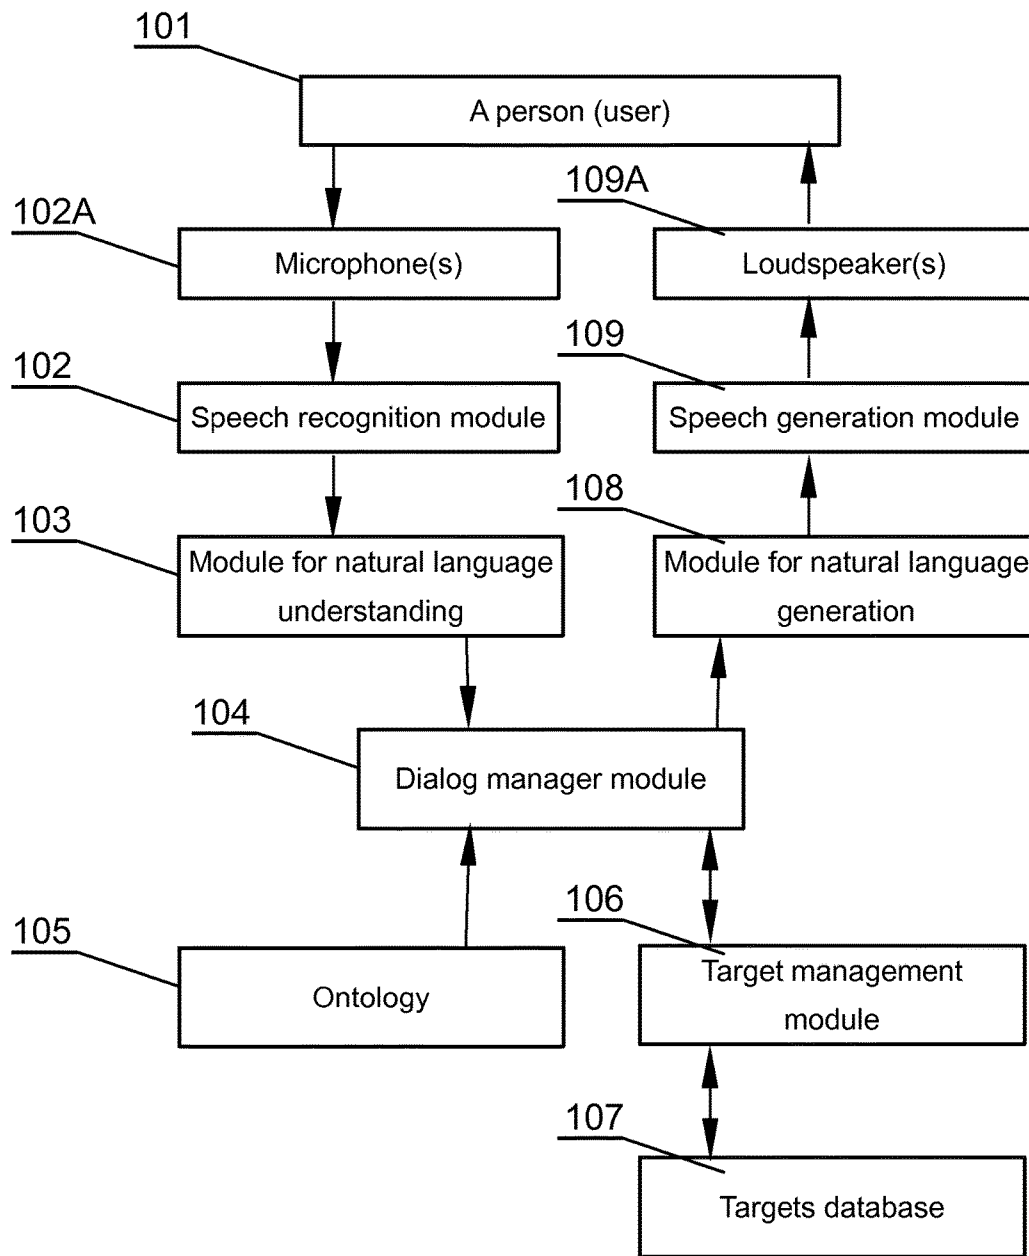 101
A person (user)
102A
109A
Microphone(s)
Loudspeaker(s)
102
109
Speech recognition module
Speech generation module
103
108
Module for natural language
understanding
Module for natural language
generation
104
Dialog manager module
105
106
Ontology
Target management
module
107
Targets database